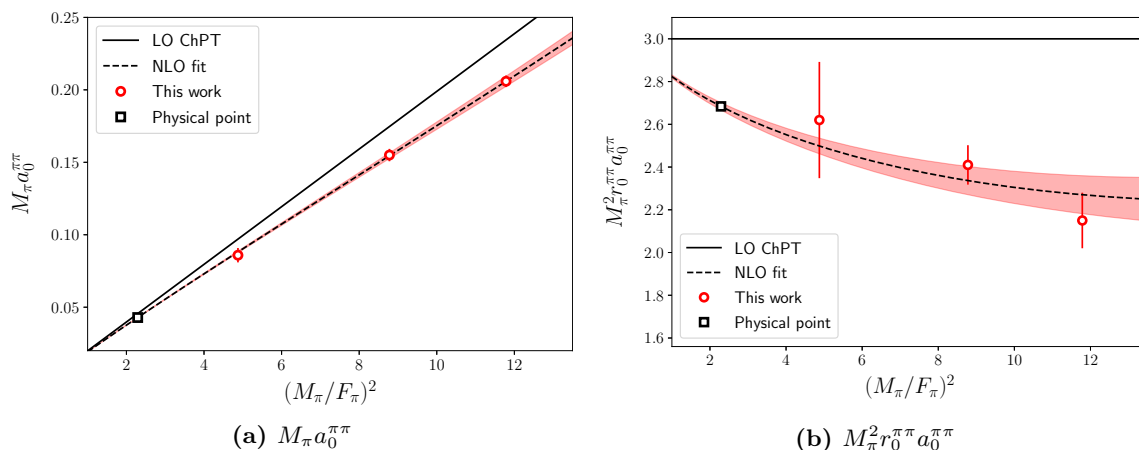 0.25
0.20
0.15
0.10
0.05
M_π a_0^{ππ}
LO ChPT
NLO fit
This work
Physical point
2 4 6 8 10 12
(M_π/F_π)^2
(a) M_π a_0^{ππ}
3.0
2.8
2.6
2.4
2.2
2.0
1.8
1.6
M_π^2 r_0^{ππ} a_0^{ππ}
LO ChPT
NLO fit
This work
Physical point
2 4 6 8 10 12
(M_π/F_π)^2
(b) M_π^2 r_0^{ππ} a_0^{ππ}